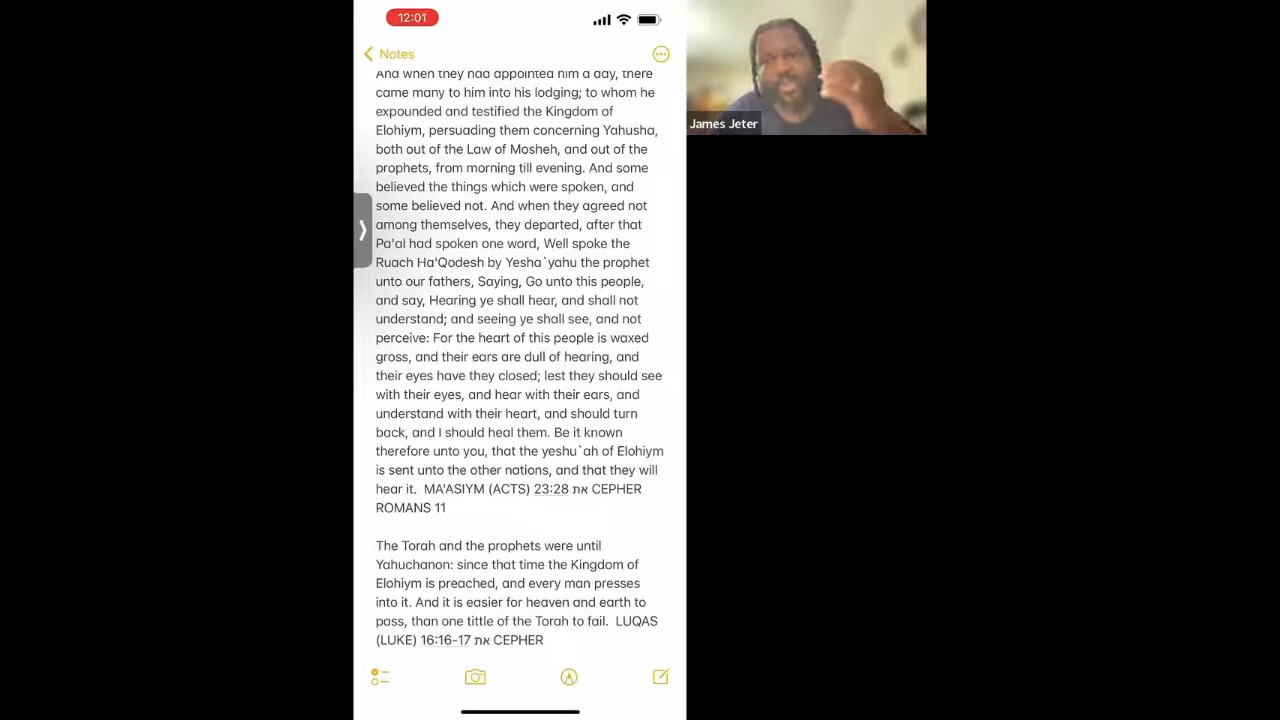 12:01
Notes
And when they had appointed him a day, there
came many to him into his lodging; to whom he
expounded and testified the Kingdom of
Elohiym, persuading them concerning Yahusha,
both out of the Law of Mosheh, and out of the
prophets, from morning till evening. And some
believed the things which were spoken, and
some believed not. And when they agreed not
among themselves, they departed, after that
Pa'al had spoken one word, Well spoke the
Ruach Ha'Qodesh by Yesha`yahu the prophet
unto our fathers, Saying, Go unto this people,
and say, Hearing ye shall hear, and shall not
understand; and seeing ye shall see, and not
perceive: For the heart of this people is waxed
gross, and their ears are dull of hearing, and
their eyes have they closed; lest they should see
with their eyes, and hear with their ears, and
understand with their heart, and should turn
back, and I should heal them. Be it known
therefore unto you, that the yeshu`ah of Elohiym
is sent unto the other nations, and that they will
hear it. MA'ASIYM (ACTS) 23:28 את CEPHER
ROMANS 11
The Torah and the prophets were until
Yahuchanon: since that time the Kingdom of
Elohiym is preached, and every man presses
into it. And it is easier for heaven and earth to
pass, than one tittle of the Torah to fail. LUQAS
(LUKE) 16:16-17 את CEPHER
James Jeter